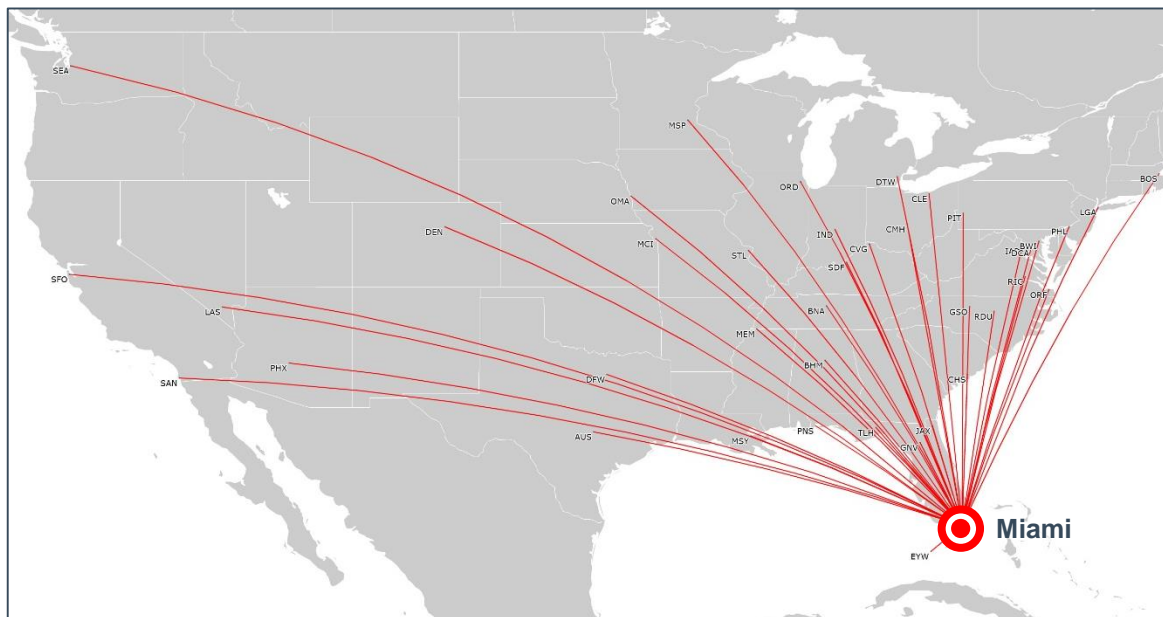 SEA
MSP
BOS
ORD
DTW
CLE
OMA
LGA
PIT
DEN
IND
CMH
PHL
MCI
STL
CVG
BWI
DCA
SDF
SFO
RIC
ORF
LAS
BNA
GSO
RDU
MEM
PHX
BHM
SAN
DFW
CHS
AUS
MSY
PNS
TLH
JAX
GNV
Miami
EYW